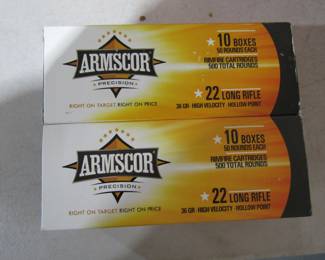 ARMSCOR
PRECISION
RIGHT ON TARGET RIGHT ON PRICE
10 BOXES
50 ROUNDS EACH
RIMFIRE CARTRIDGES
500 TOTAL ROUNDS
22 LONG RIFLE
36 GR · HIGH VELOCITY · HOLLOW POINT
ARMSCOR
PRECISION
RIGHT ON TARGET RIGHT ON PRICE
10 BOXES
50 ROUNDS EACH
RIMFIRE CARTRIDGES
500 TOTAL ROUNDS
22 LONG RIFLE
36 GR · HIGH VELOCITY · HOLLOW POINT